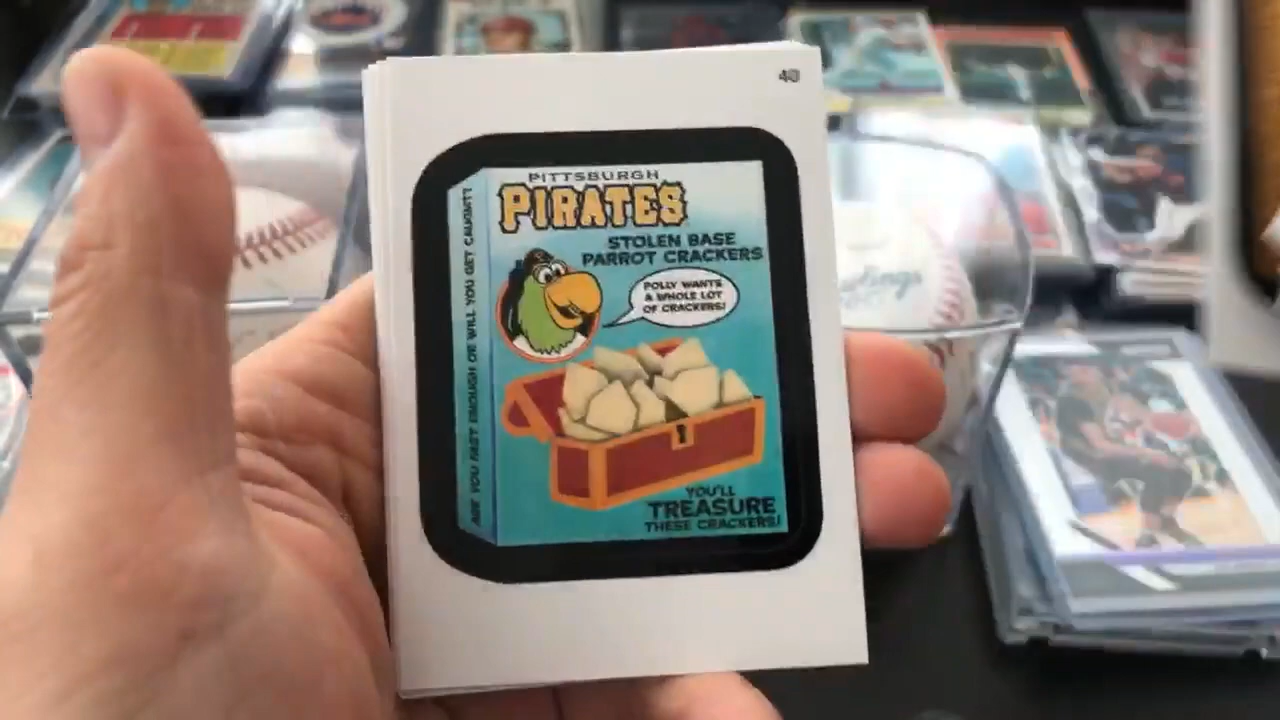 40
PITTSBURGH
PIRATES
STOLEN BASE
PARROT CRACKERS
POLLY WANTS
A WHOLE LOT
OF CRACKERS!
ARE YOU FAST ENOUGH OR WILL YOU GET CAUGHT?
YOU'LL
TREASURE
THESE CRACKERS!